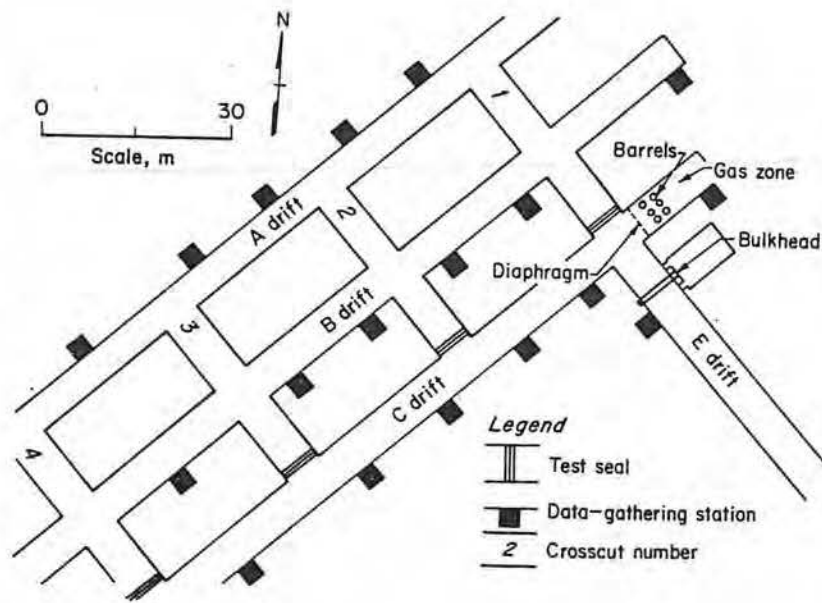 N
0 30
Scale, m
1
Barrels
Gas zone
2
A drift
Diaphragm
Bulkhead
3
B drift
E drift
C drift
4
Legend
Test seal
Data-gathering station
2 Crosscut number